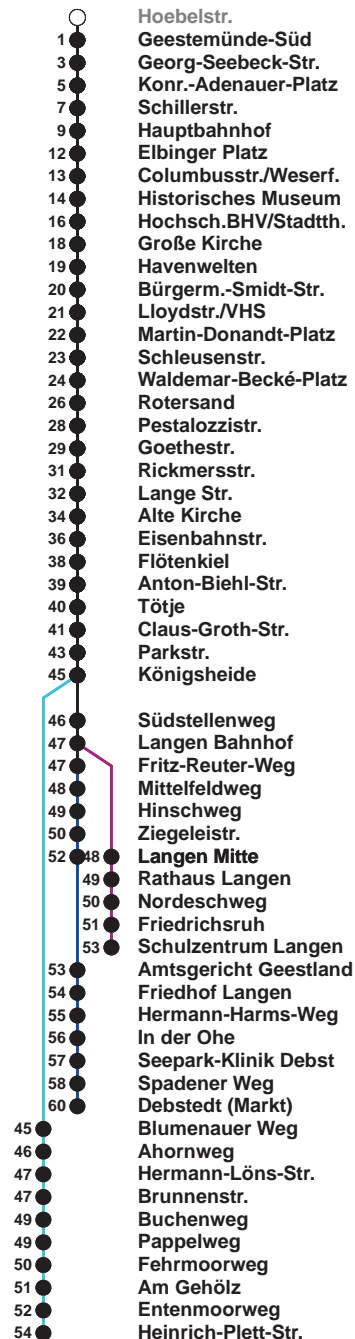 Hoebelstr.
1 Geestemünde-Süd
3 Georg-Seebeck-Str.
5 Konr.-Adenauer-Platz
7 Schillerstr.
9 Hauptbahnhof
12 Elbinger Platz
13 Columbusstr./Weserf.
14 Historisches Museum
16 Hochsch.BHV/Stadtth.
18 Große Kirche
19 Havenwelten
20 Bürgerm.-Smidt-Str.
21 Lloydstr./VHS
22 Martin-Donandt-Platz
23 Schleusenstr.
24 Waldemar-Becké-Platz
26 Rotersand
28 Pestalozzistr.
29 Goethestr.
31 Rickmersstr.
32 Lange Str.
34 Alte Kirche
36 Eisenbahnstr.
38 Flötenkiel
39 Anton-Biehl-Str.
40 Tötje
41 Claus-Groth-Str.
43 Parkstr.
45 Königsheide
46 Südstellenweg
47 Langen Bahnhof
47 Fritz-Reuter-Weg
48 Mittelfeldweg
49 Hinschweg
50 Ziegeleistr.
52 48 Langen Mitte
49 Rathaus Langen
50 Nordeschweg
51 Friedrichsruh
53 Schulzentrum Langen
53 Amtsgericht Geestland
54 Friedhof Langen
55 Hermann-Harms-Weg
56 In der Ohe
57 Seepark-Klinik Debst
58 Spadener Weg
60 Debstedt (Markt)
45 Blumenauer Weg
46 Ahornweg
47 Hermann-Löns-Str.
47 Brunnenstr.
49 Buchenweg
49 Pappelweg
50 Fehrmoorweg
51 Am Gehölz
52 Entenmoorweg
54 Heinrich-Plett-Str.